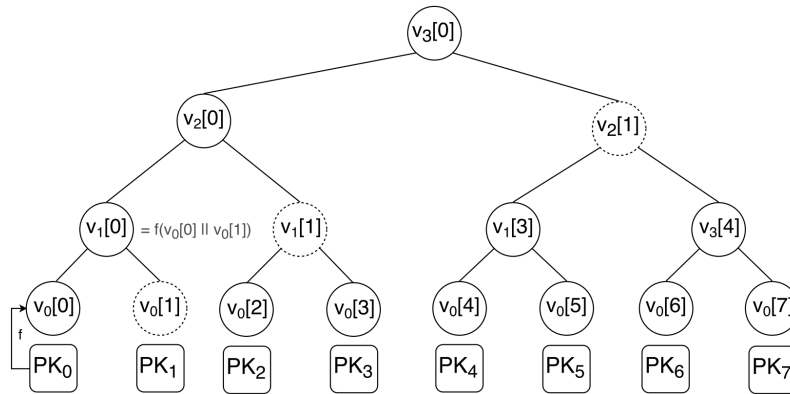 v₃[0]
v₂[0]
v₂[1]
v₁[0] = f(v₀[0] || v₀[1])
v₁[1]
v₁[3]
v₃[4]
v₀[0]
v₀[1]
v₀[2]
v₀[3]
v₀[4]
v₀[5]
v₀[6]
v₀[7]
f
PK₀
PK₁
PK₂
PK₃
PK₄
PK₅
PK₆
PK₇